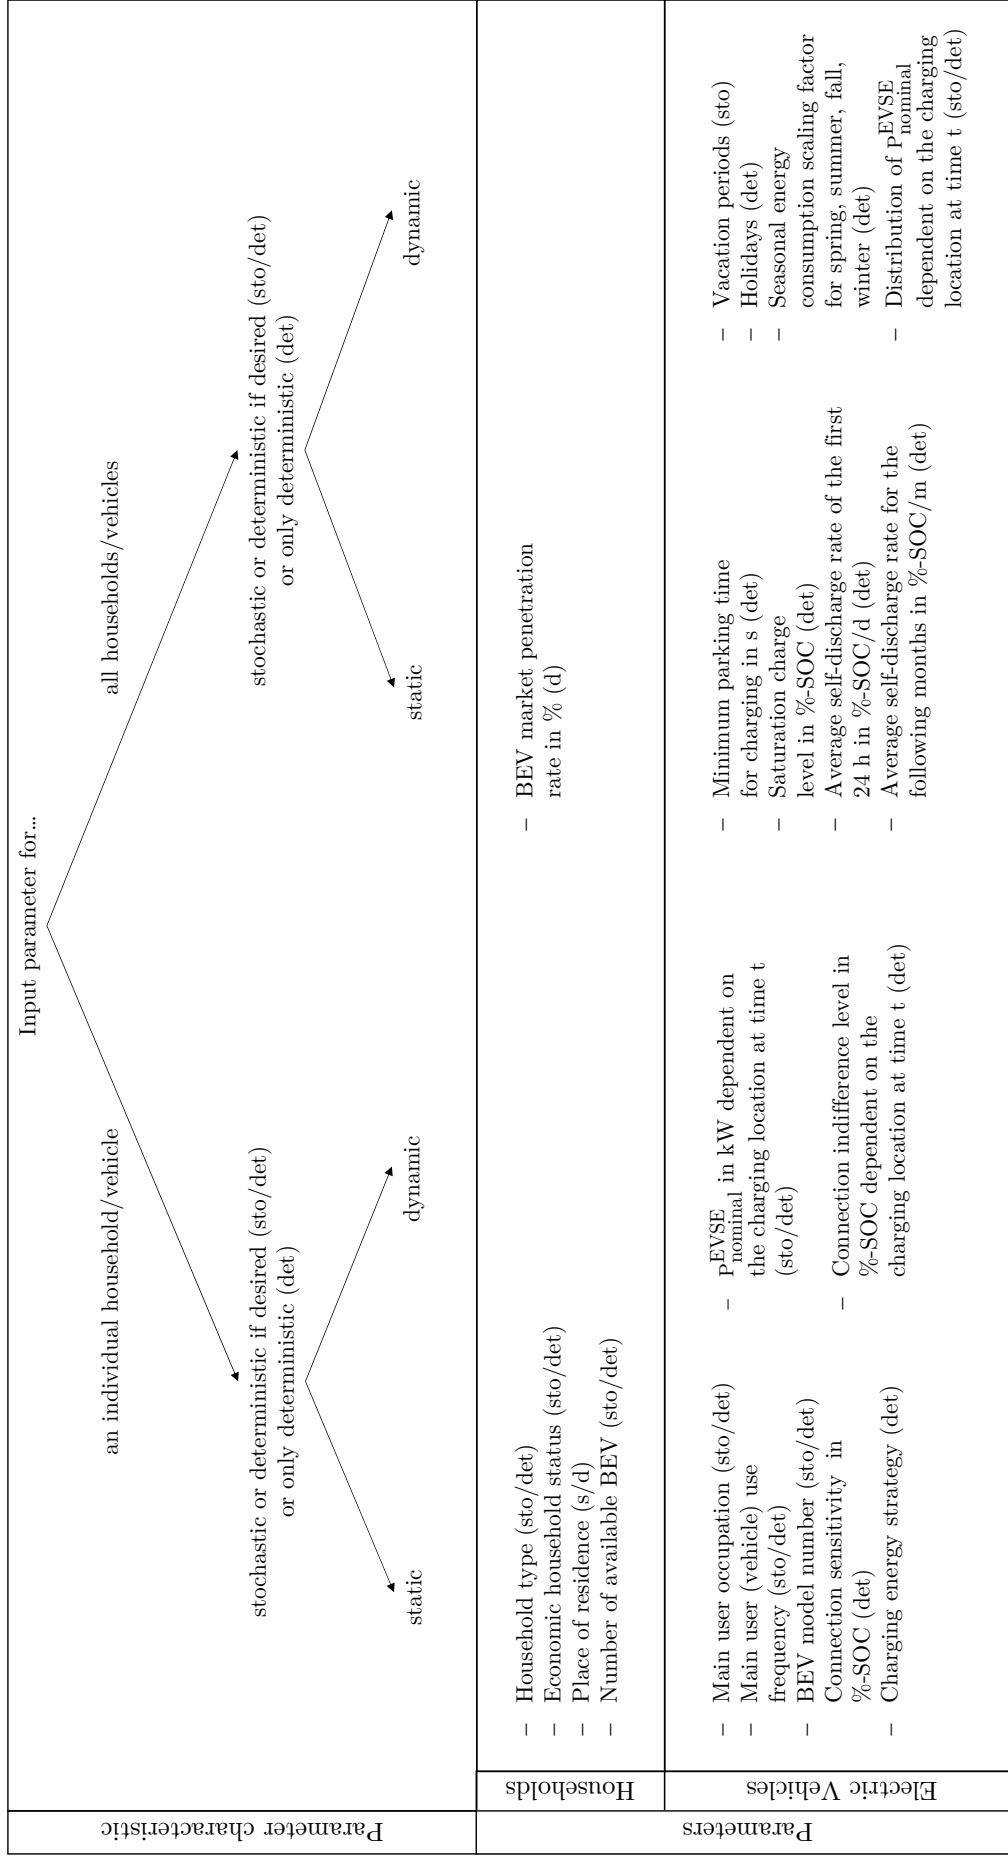 Parameter characteristic
Input parameter for...
an individual household/vehicle
all households/vehicles
stochastic or deterministic if desired (sto/det)
or only deterministic (det)
stochastic or deterministic if desired (sto/det)
or only deterministic (det)
static
dynamic
static
dynamic
Parameters
Households
– Household type (sto/det)
– Economic household status (sto/det)
– Place of residence (s/d)
– Number of available BEV (sto/det)
– BEV market penetration
rate in % (d)
Electric Vehicles
– Main user occupation (sto/det)
– Main user (vehicle) use
frequency (sto/det)
– BEV model number (sto/det)
– Connection sensitivity in
%-SOC (det)
– Charging energy strategy (det)
– P^EVSE_nominal in kW dependent on
the charging location at time t
(sto/det)
– Connection indifference level in
%-SOC dependent on the
charging location at time t (det)
– Minimum parking time
for charging in s (det)
– Saturation charge
level in %-SOC (det)
– Average self-discharge rate of the first
24 h in %-SOC/d (det)
– Average self-discharge rate for the
following months in %-SOC/m (det)
– Vacation periods (sto)
– Holidays (det)
– Seasonal energy
consumption scaling factor
for spring, summer, fall,
winter (det)
– Distribution of P^EVSE_nominal
dependent on the charging
location at time t (sto/det)